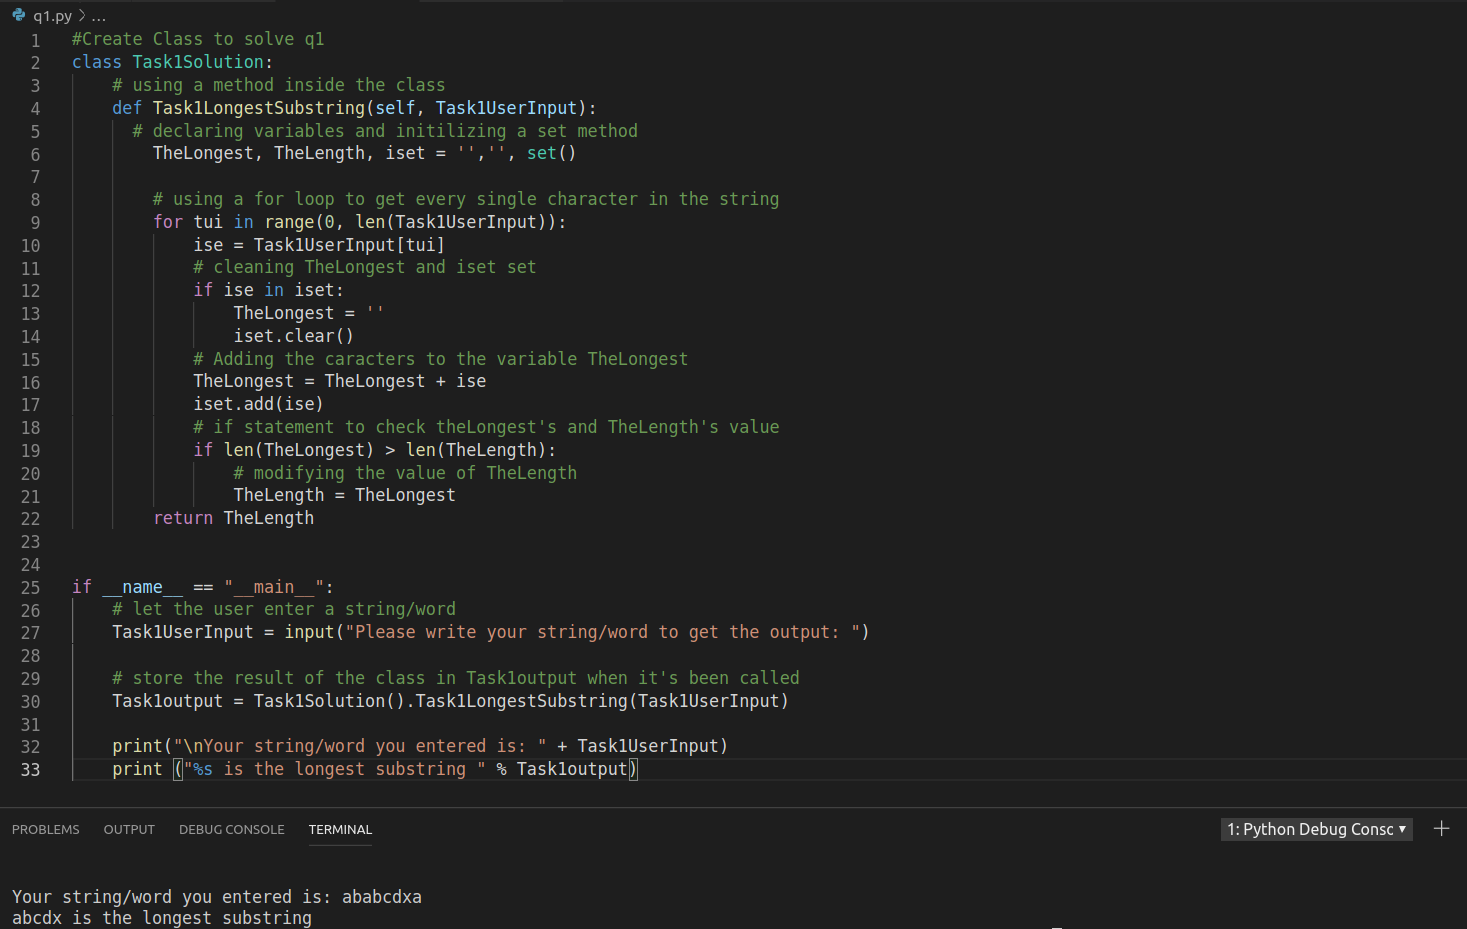 q1.py > ...
1 #Create Class to solve q1
2 class Task1Solution:
3     # using a method inside the class
4     def Task1LongestSubstring(self, Task1UserInput):
5       # declaring variables and initilizing a set method
6         TheLongest, TheLength, iset = '','', set()
7
8         # using a for loop to get every single character in the string
9         for tui in range(0, len(Task1UserInput)):
10             ise = Task1UserInput[tui]
11             # cleaning TheLongest and iset set
12             if ise in iset:
13                 TheLongest = ''
14                 iset.clear()
15             # Adding the caracters to the variable TheLongest
16             TheLongest = TheLongest + ise
17             iset.add(ise)
18             # if statement to check theLongest's and TheLength's value
19             if len(TheLongest) > len(TheLength):
20                 # modifying the value of TheLength
21                 TheLength = TheLongest
22         return TheLength
23
24
25 if __name__ == "__main__":
26     # let the user enter a string/word
27     Task1UserInput = input("Please write your string/word to get the output: ")
28
29     # store the result of the class in Task1output when it's been called
30     Task1output = Task1Solution().Task1LongestSubstring(Task1UserInput)
31
32     print("\nYour string/word you entered is: " + Task1UserInput)
33     print ("%s is the longest substring " % Task1output)
PROBLEMS OUTPUT DEBUG CONSOLE TERMINAL 1: Python Debug Consc
Your string/word you entered is: ababcdxa
abcdx is the longest substring